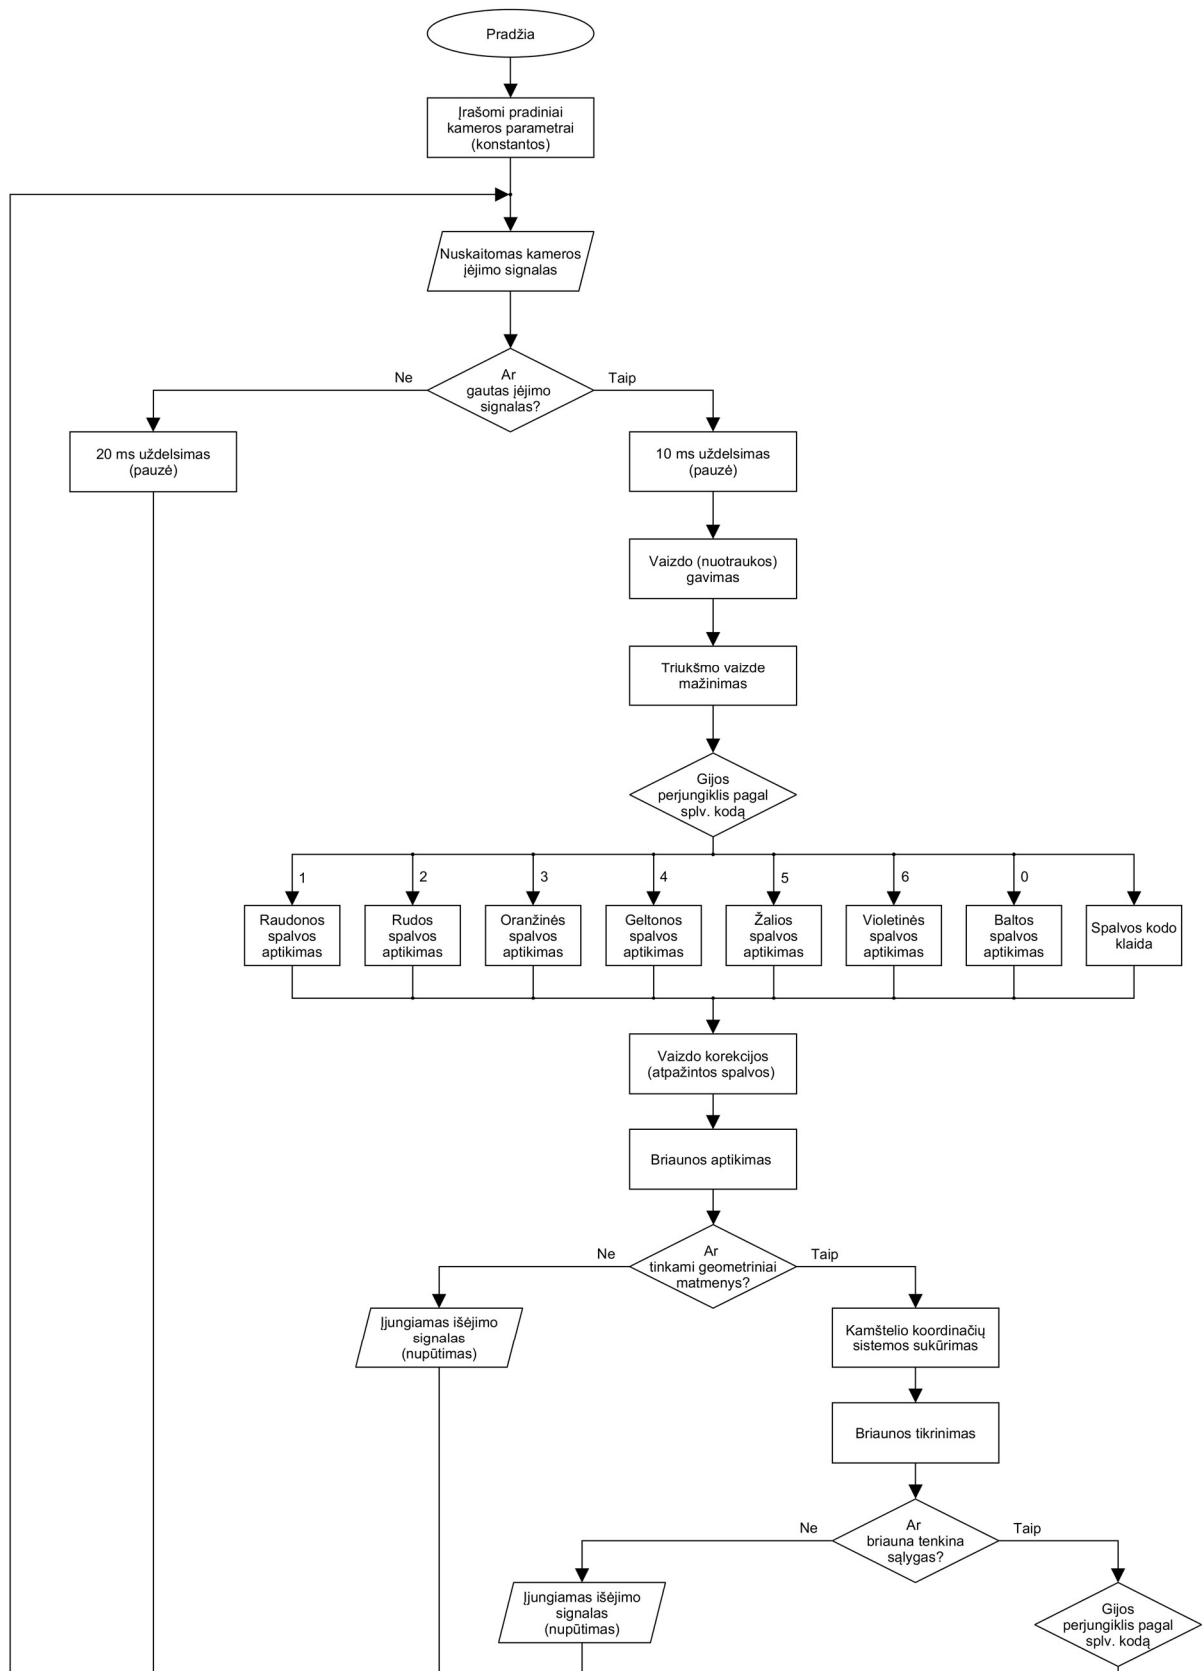 Pradžia
Įrašomi pradiniai
kameros parametrai
(konstantos)
Nuskaitomas kameros
įėjimo signalas
Ar
gautas įėjimo
signalas?
Ne
Taip
20 ms uždelsimas
(pauzė)
10 ms uždelsimas
(pauzė)
Vaizdo (nuotraukos)
gavimas
Triukšmo vaizde
mažinimas
Gijos
perjungiklis pagal
splv. kodą
1
2
3
4
5
6
0
Raudonos
spalvos
aptikimas
Rudos
spalvos
aptikimas
Oranžinės
spalvos
aptikimas
Geltonos
spalvos
aptikimas
Žalios
spalvos
aptikimas
Violetinės
spalvos
aptikimas
Baltos
spalvos
aptikimas
Spalvos kodo
klaida
Vaizdo korekcijos
(atpažintos spalvos)
Briaunos aptikimas
Ar
tinkami geometriniai
matmenys?
Ne
Taip
Įjungiamas išėjimo
signalas
(nupūtimas)
Kamštelio koordinačių
sistemos sukūrimas
Briaunos tikrinimas
Ar
briauna tenkina
sąlygas?
Ne
Taip
Įjungiamas išėjimo
signalas
(nupūtimas)
Gijos
perjungiklis pagal
splv. kodą